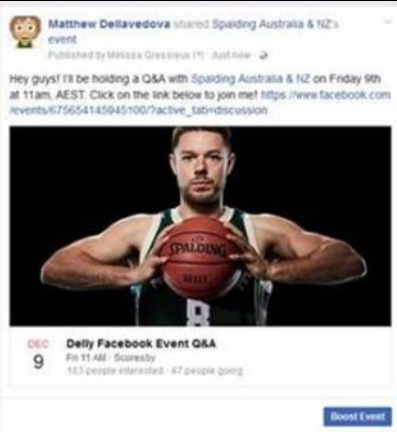 Matthew Dellavedova shared Spalding Australia & NZ's
event.
Published by Melissa Just now
Hey guys! I'll be holding a Q&A with Spalding Australia & NZ on Friday 9th
at 11am. AEST. Click on the link below to join me! https://www.facebook.com
/events/675654145945100/?active_tab=discussion
SPALDING
DELLY
8
DEC
9
Delly Facebook Event Q&A
Fri 11 AM · Scoresby
163 people interested · 47 people going
Boost Event